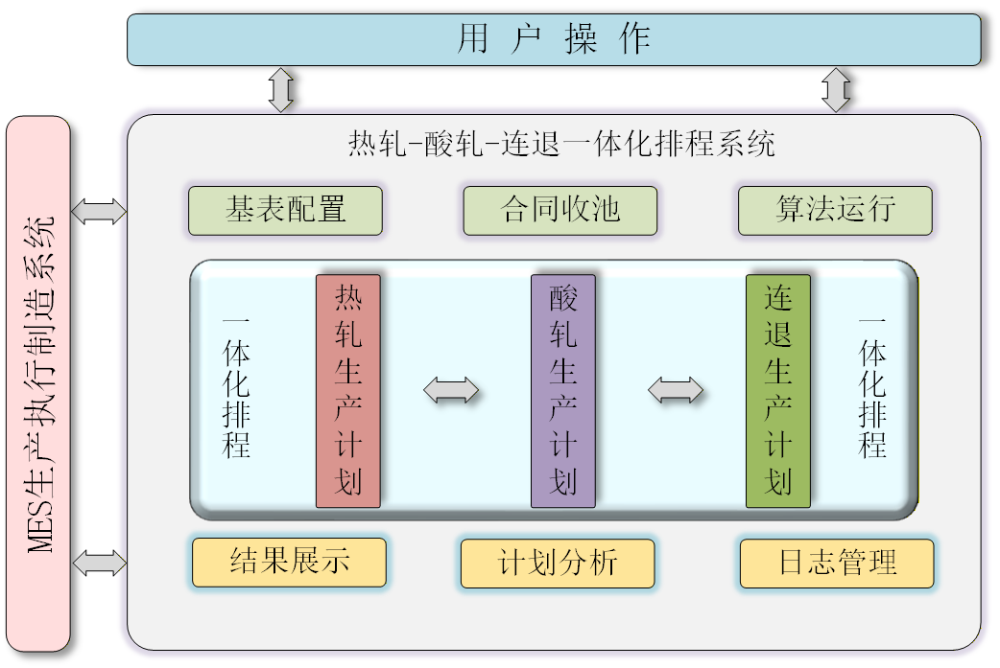 用户操作
MES生产执行制造系统
热轧-酸轧-连退一体化排程系统
基表配置
合同收池
算法运行
一体化排程
热轧生产计划
酸轧生产计划
连退生产计划
一体化排程
结果展示
计划分析
日志管理